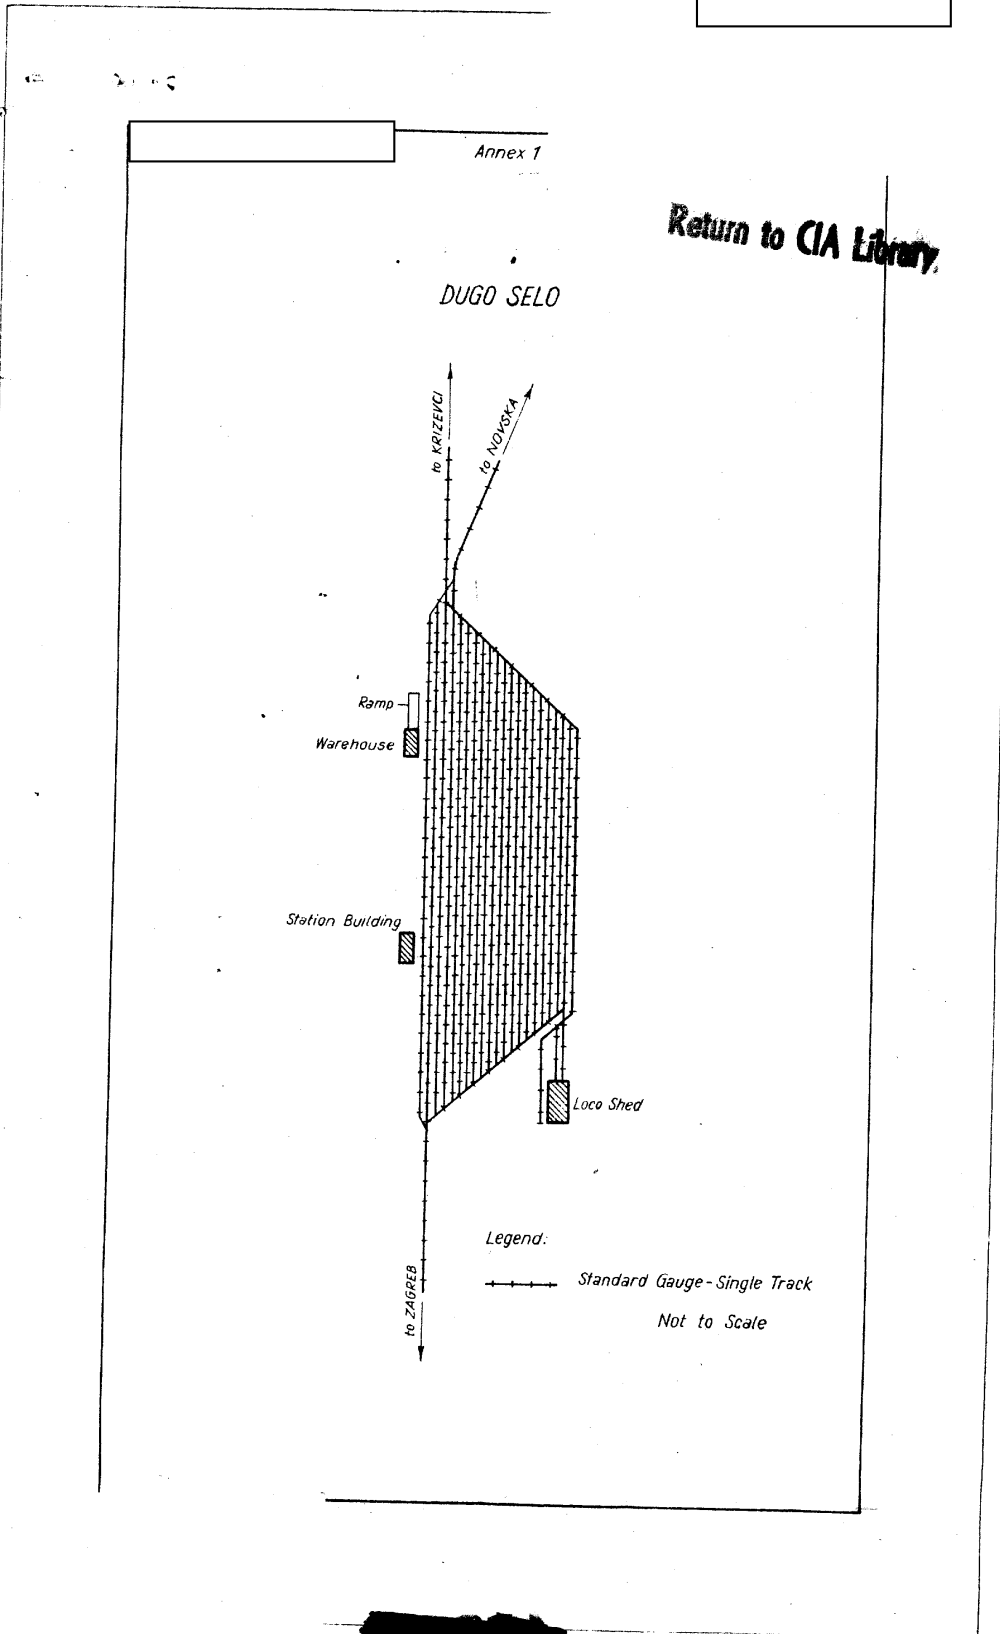 Annex 1
Return to CIA Library.
DUGO SELO
to KRIZEVCI
to NOVSKA
Ramp
Warehouse
Station Building
Loco Shed
Legend:
Standard Gauge - Single Track
Not to Scale
to ZAGREB